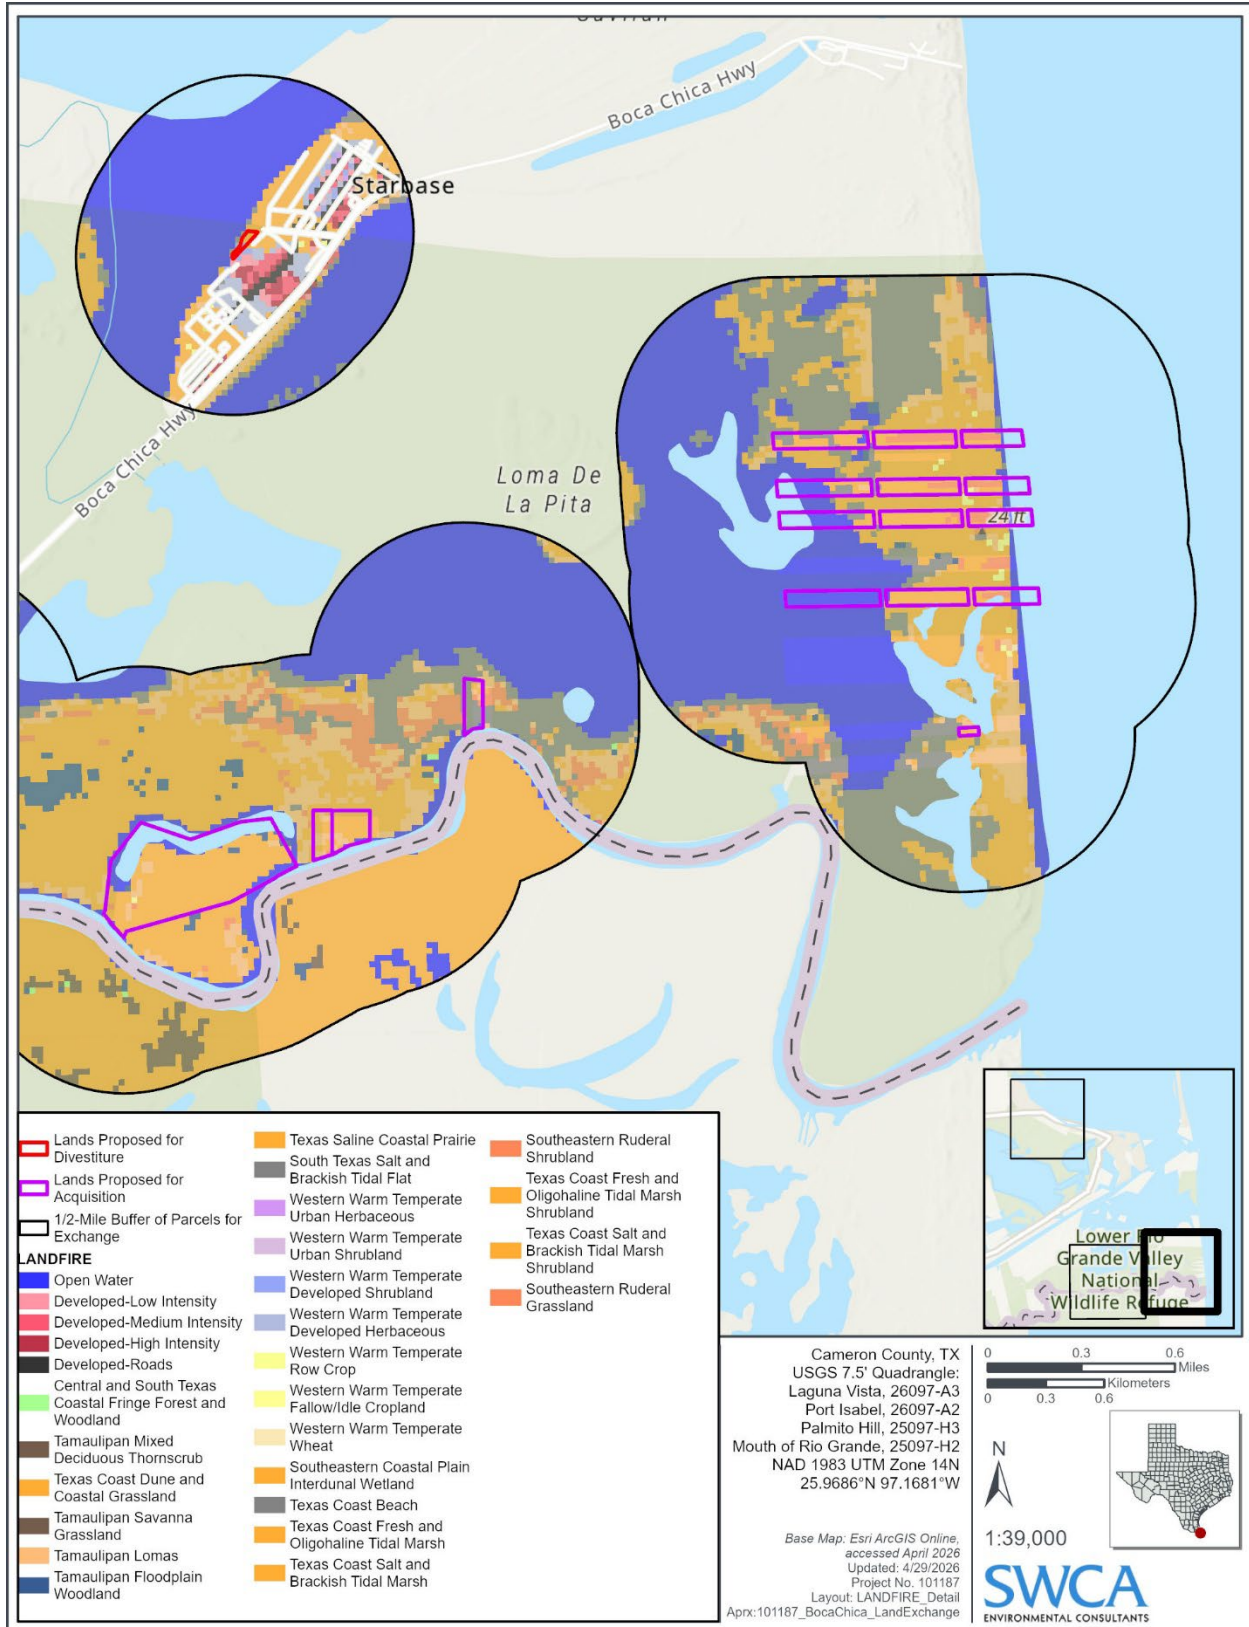 Boca Chica Hwy
Starbase
Boca Chica Hwy
Loma De
La Pita
24 ft
Lands Proposed for
Divestiture
Lands Proposed for
Acquisition
1/2-Mile Buffer of Parcels for
Exchange
LANDFIRE
Open Water
Developed-Low Intensity
Developed-Medium Intensity
Developed-High Intensity
Developed-Roads
Central and South Texas
Coastal Fringe Forest and
Woodland
Tamaulipan Mixed
Deciduous Thornscrub
Texas Coast Dune and
Coastal Grassland
Tamaulipan Savanna
Grassland
Tamaulipan Lomas
Tamaulipan Floodplain
Woodland
Texas Saline Coastal Prairie
South Texas Salt and
Brackish Tidal Flat
Western Warm Temperate
Urban Herbaceous
Western Warm Temperate
Urban Shrubland
Western Warm Temperate
Developed Shrubland
Western Warm Temperate
Developed Herbaceous
Western Warm Temperate
Row Crop
Western Warm Temperate
Fallow/Idle Cropland
Western Warm Temperate
Wheat
Southeastern Coastal Plain
Interdunal Wetland
Texas Coast Beach
Texas Coast Fresh and
Oligohaline Tidal Marsh
Texas Coast Salt and
Brackish Tidal Marsh
Southeastern Ruderal
Shrubland
Texas Coast Fresh and
Oligohaline Tidal Marsh
Shrubland
Texas Coast Salt and
Brackish Tidal Marsh
Shrubland
Southeastern Ruderal
Grassland
Lower Rio
Grande Valley
National
Wildlife Refuge
Cameron County, TX
USGS 7.5' Quadrangle:
Laguna Vista, 26097-A3
Port Isabel, 26097-A2
Palmito Hill, 25097-H3
Mouth of Rio Grande, 25097-H2
NAD 1983 UTM Zone 14N
25.9686°N 97.1681°W
Base Map: Esri ArcGIS Online,
accessed April 2026
Updated: 4/29/2026
Project No. 101187
Layout: LANDFIRE_Detail
Aprx:101187_BocaChica_LandExchange
0 0.3 0.6
Miles
Kilometers
0 0.3 0.6
N
1:39,000
SWCA
ENVIRONMENTAL CONSULTANTS